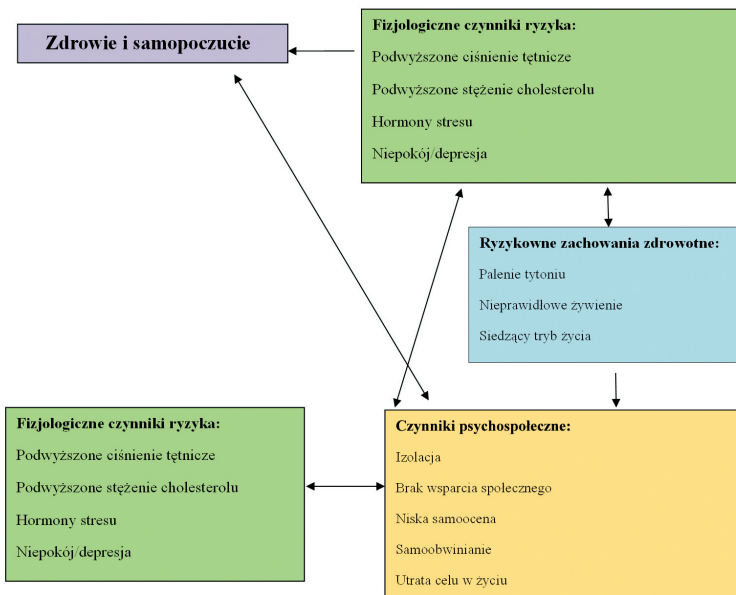 Zdrowie i samopoczucie
Fizjologiczne czynniki ryzyka:
Podwyższone ciśnienie tętnicze
Podwyższone stężenie cholesterolu
Hormony stresu
Niepokój/depresja
Ryzykowne zachowania zdrowotne:
Palenie tytoniu
Nieprawidłowe żywienie
Siedzący tryb życia
Fizjologiczne czynniki ryzyka:
Podwyższone ciśnienie tętnicze
Podwyższone stężenie cholesterolu
Hormony stresu
Niepokój/depresja
Czynniki psychospołeczne:
Izolacja
Brak wsparcia społecznego
Niska samoocena
Samoobwinianie
Utrata celu w życiu